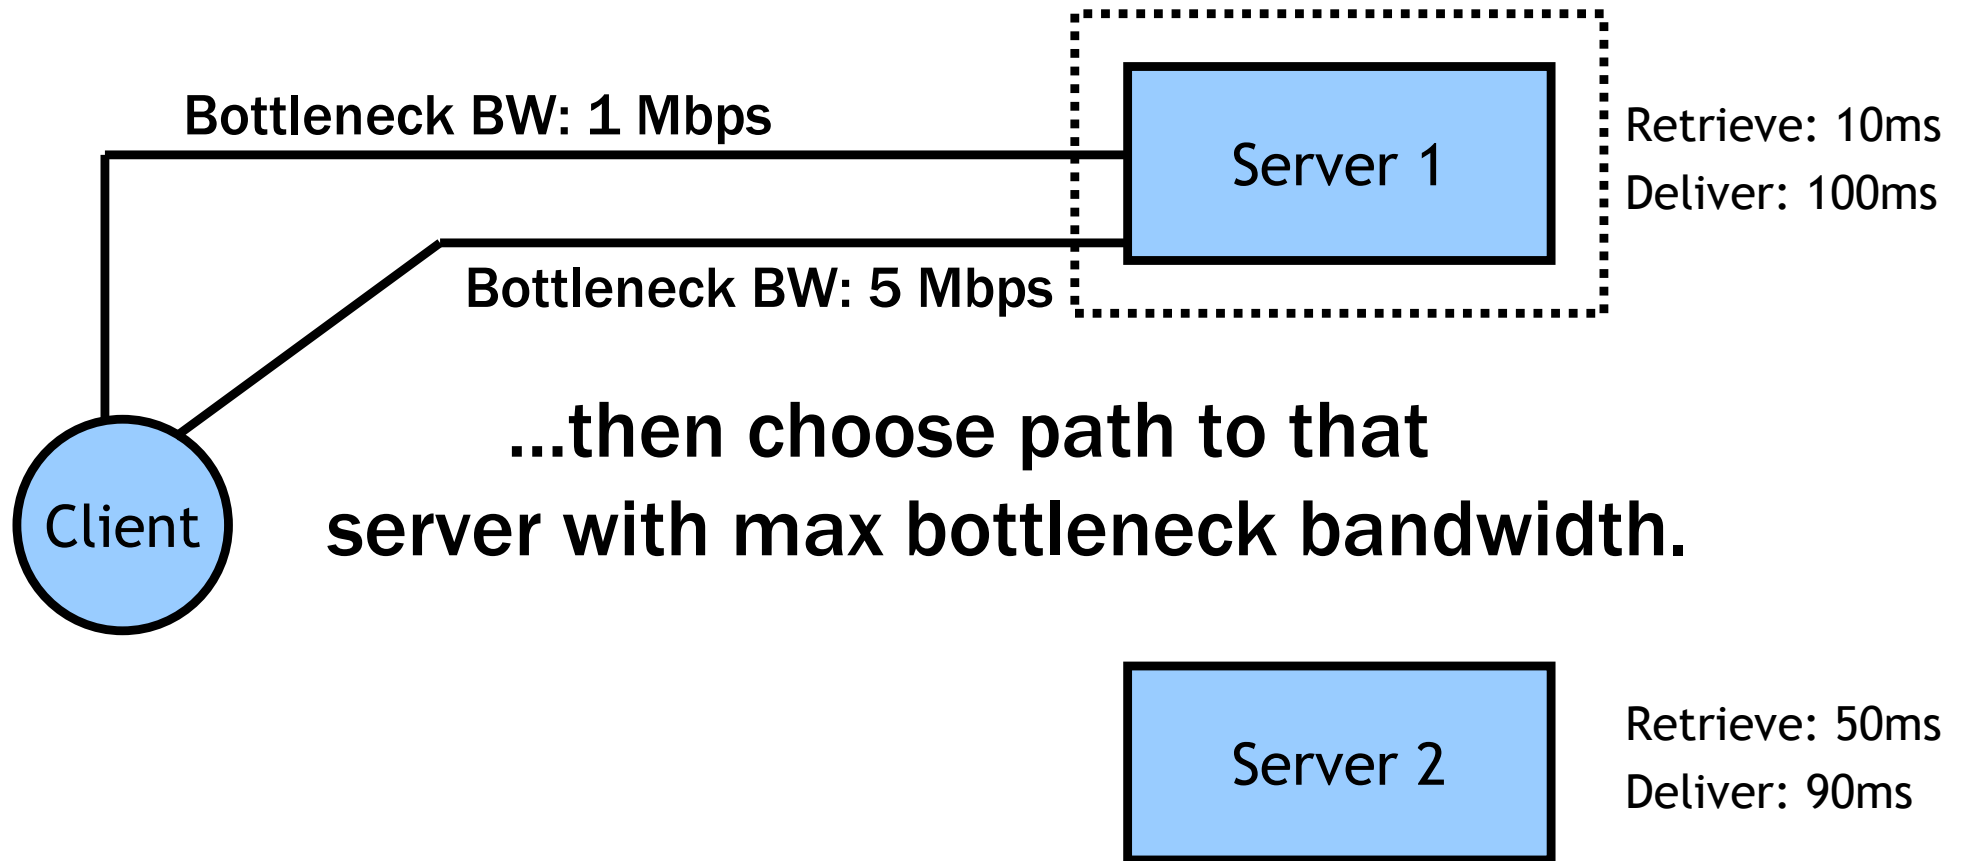 Bottleneck BW: 1 Mbps
Server 1
Retrieve: 10ms
Deliver: 100ms
Bottleneck BW: 5 Mbps
...then choose path to that
server with max bottleneck bandwidth.
Client
Server 2
Retrieve: 50ms
Deliver: 90ms